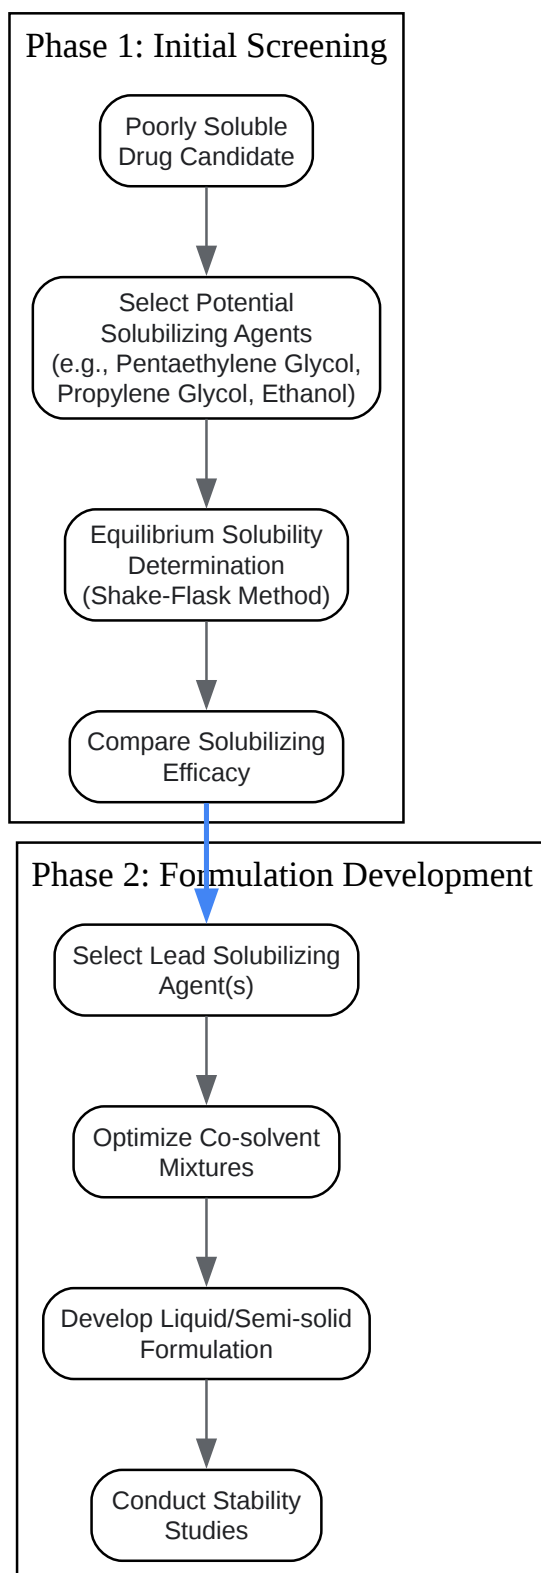 Phase 1: Initial Screening
Poorly Soluble
Drug Candidate
Select Potential
Solubilizing Agents
(e.g., Pentaethylene Glycol,
Propylene Glycol, Ethanol)
Equilibrium Solubility
Determination
(Shake-Flask Method)
Compare Solubilizing
Efficacy
Phase 2: Formulation Development
Select Lead Solubilizing
Agent(s)
Optimize Co-solvent
Mixtures
Develop Liquid/Semi-solid
Formulation
Conduct Stability
Studies